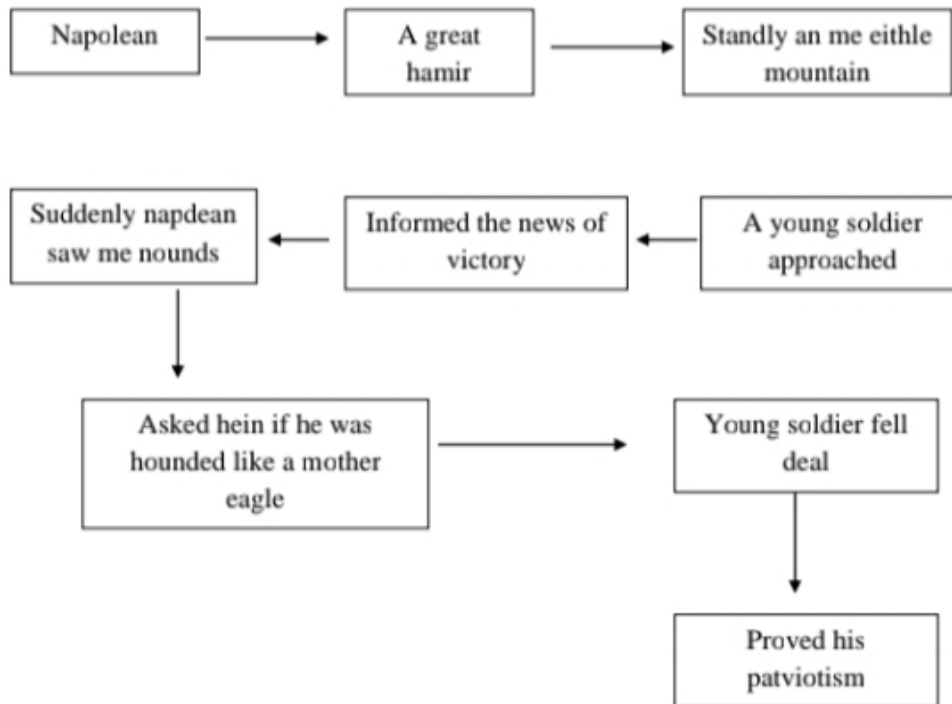 Napolean
A great
hamir
Standly an me eithle
mountain
A young soldier
approached
Informed the news of
victory
Suddenly napdean
saw me nounds
Asked hein if he was
hounded like a mother
eagle
Young soldier fell
deal
Proved his
patviotism